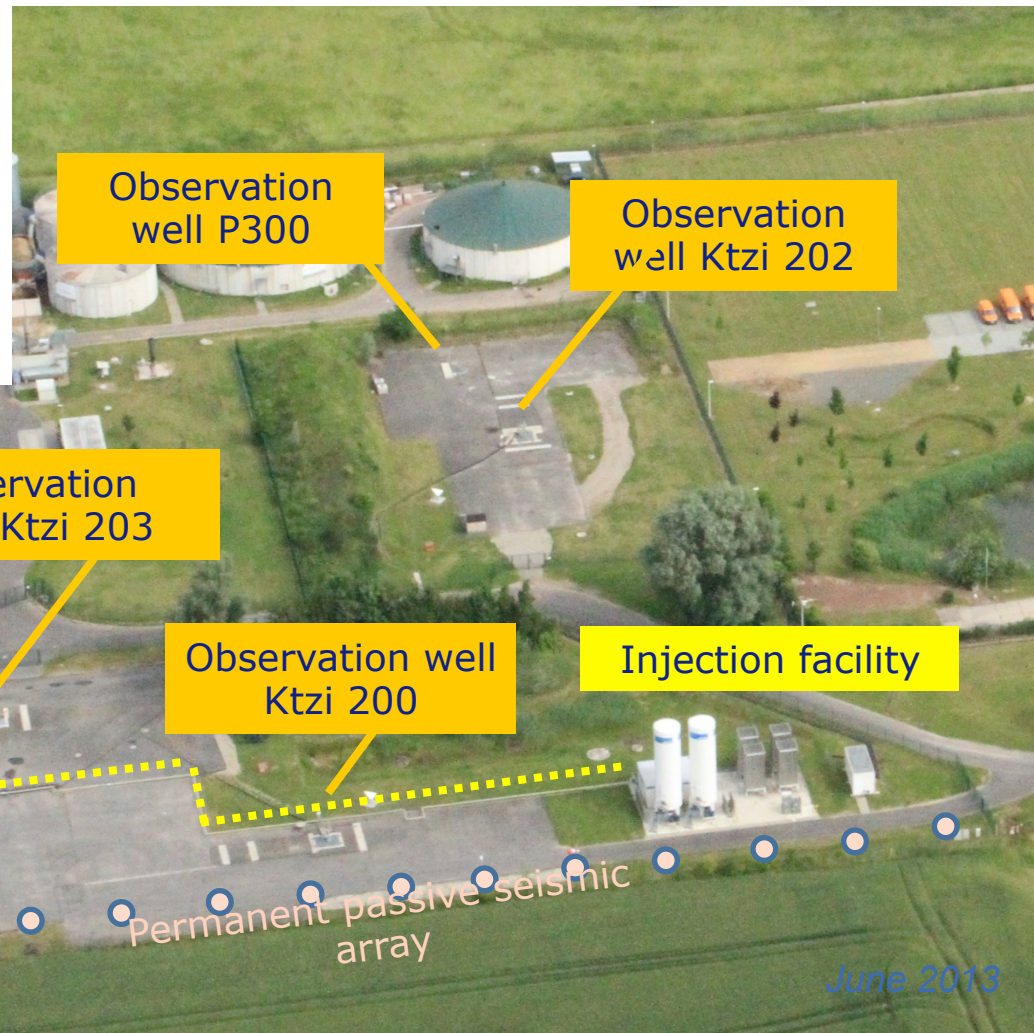 Observation
well P300
Observation
well Ktzi 202
ervation
Ktzi 203
Observation well
Ktzi 200
Injection facility
Permanent passive seismic
array
June 2013